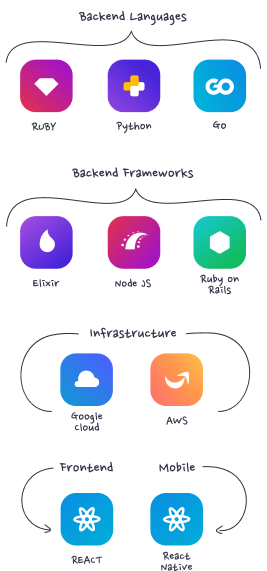 Backend Languages
RUBY
Python
Go
GO
Backend Frameworks
Elixir
Node JS
Ruby on
Rails
Infrastructure
Google
Cloud
AWS
Frontend
Mobile
REACT
React
Native